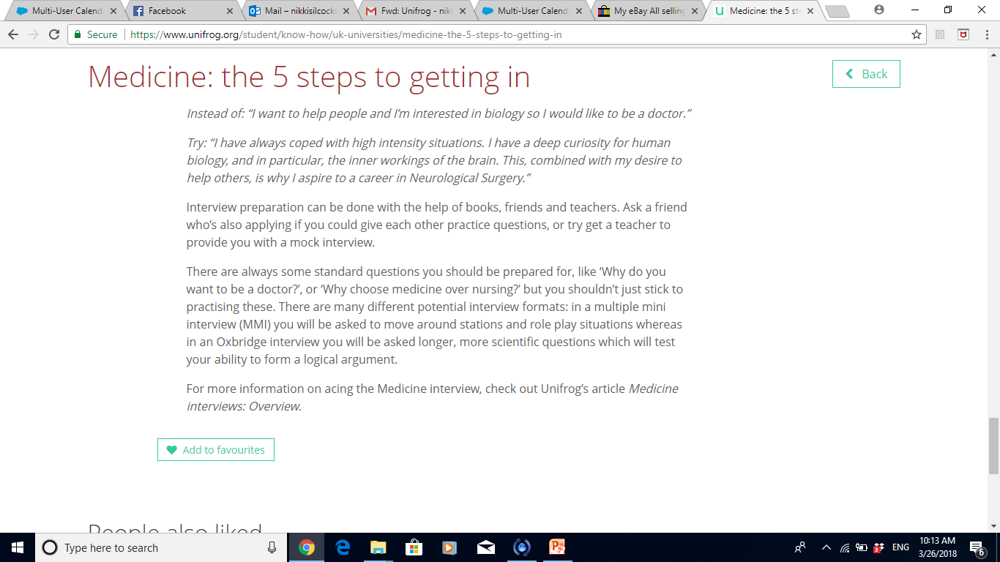 Multi-User Calend
Facebook
Mail – nikkisilcock
Fwd: Unifrog - nik
Multi-User Calend
My eBay All selling
Medicine: the 5 st
Secure
https://www.unifrog.org/student/know-how/uk-universities/medicine-the-5-steps-to-getting-in
Medicine: the 5 steps to getting in
Back
Instead of: “I want to help people and I’m interested in biology so I would like to be a doctor.”
Try: “I have always coped with high intensity situations. I have a deep curiosity for human
biology, and in particular, the inner workings of the brain. This, combined with my desire to
help others, is why I aspire to a career in Neurological Surgery.”
Interview preparation can be done with the help of books, friends and teachers. Ask a friend
who’s also applying if you could give each other practice questions, or try get a teacher to
provide you with a mock interview.
There are always some standard questions you should be prepared for, like ‘Why do you
want to be a doctor?’, or ‘Why choose medicine over nursing?’ but you shouldn’t just stick to
practising these. There are many different potential interview formats: in a multiple mini
interview (MMI) you will be asked to move around stations and role play situations whereas
in an Oxbridge interview you will be asked longer, more scientific questions which will test
your ability to form a logical argument.
For more information on acing the Medicine interview, check out Unifrog’s article Medicine
interviews: Overview.
Add to favourites
People also liked
Type here to search
ENG
10:13 AM
3/26/2018
6